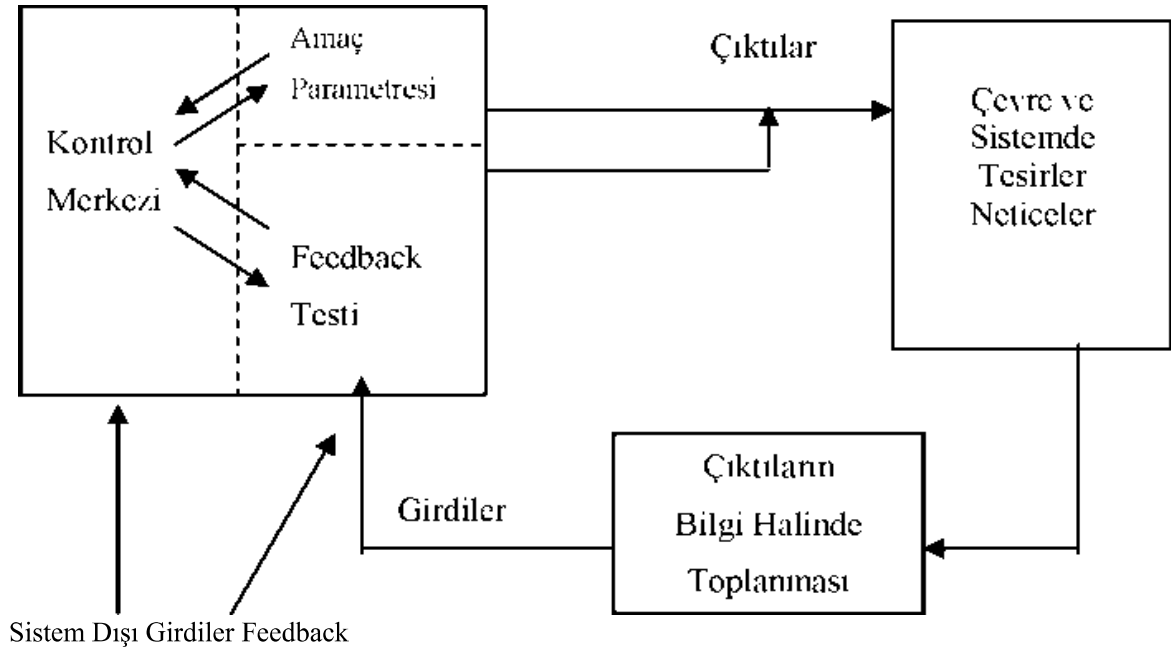 Amaç
Parametresi
Kontrol
Merkezi
Feedback
Testi
Çıktılar
Çevre ve
Sistemde
Tesirler
Neticeler
Çıktıların
Bilgi Halinde
Toplanması
Girdiler
Sistem Dışı Girdiler Feedback